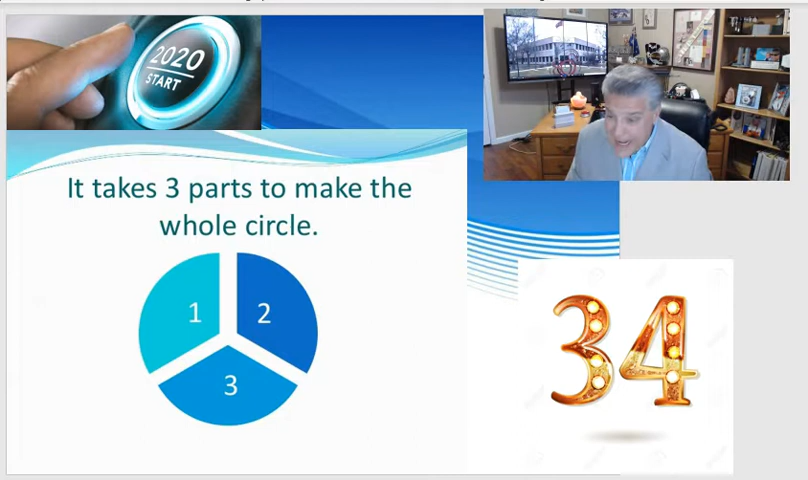 2020
START
It takes 3 parts to make the
whole circle.
1
2
3
34